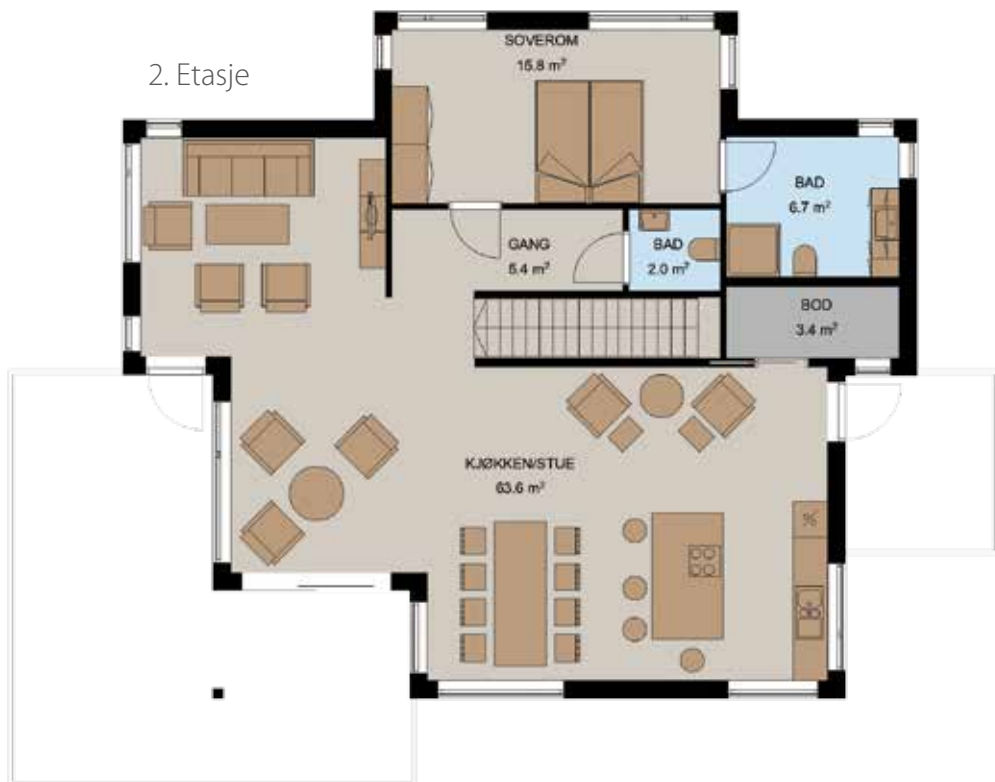 2. Etasje
SOVEROM
15.8 m²
BAD
6.7 m²
GANG
5.4 m²
BAD
2.0 m²
BOD
3.4 m²
KJØKKEN/STUE
63.6 m²